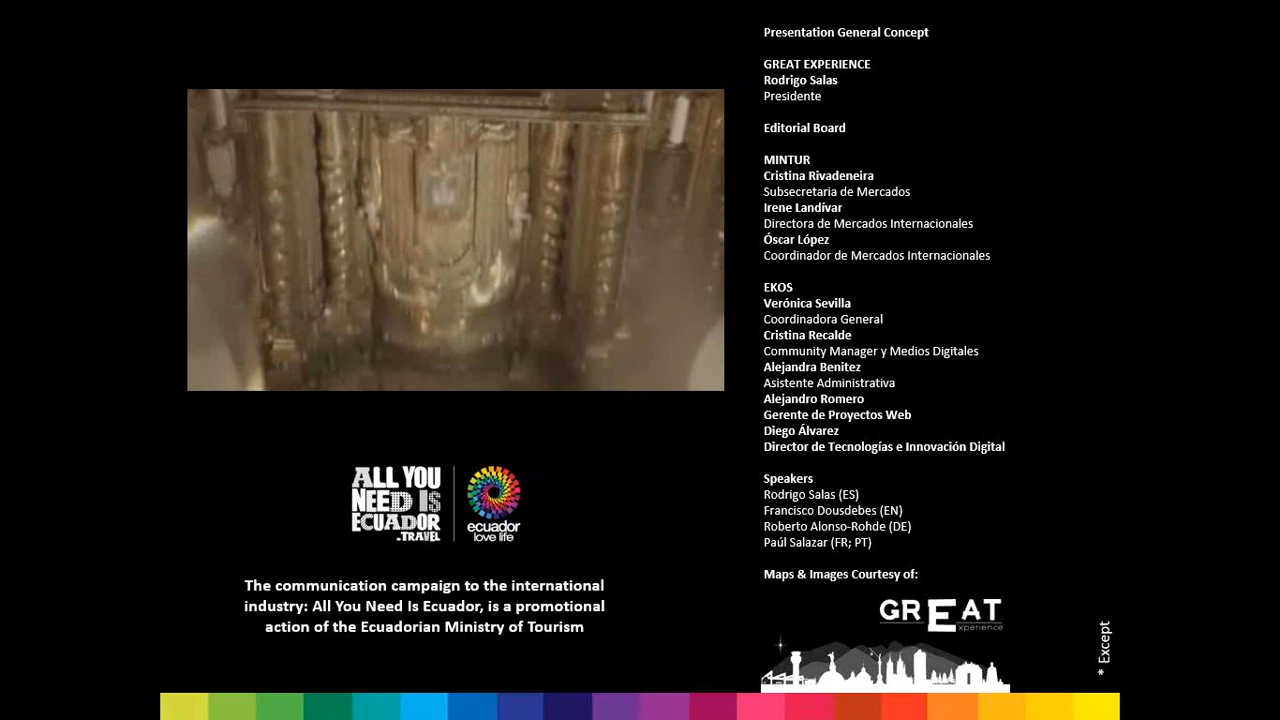 Presentation General Concept
GREAT EXPERIENCE
Rodrigo Salas
Presidente
Editorial Board
MINTUR
Cristina Rivadeneira
Subsecretaria de Mercados
Irene Landívar
Directora de Mercados Internacionales
Óscar López
Coordinador de Mercados Internacionales
EKOS
Verónica Sevilla
Coordinadora General
Cristina Recalde
Community Manager y Medios Digitales
Alejandra Benitez
Asistente Administrativa
Alejandro Romero
Gerente de Proyectos Web
Diego Álvarez
Director de Tecnologías e Innovación Digital
Speakers
Rodrigo Salas (ES)
Francisco Dousdebes (EN)
Roberto Alonso-Rohde (DE)
Paúl Salazar (FR; PT)
Maps & Images Courtesy of:
GREAT
xperience
* Except
ALL YOU
NEED IS
ECUADOR
.TRAVEL
ecuador
love life
The communication campaign to the international
industry: All You Need Is Ecuador, is a promotional
action of the Ecuadorian Ministry of Tourism